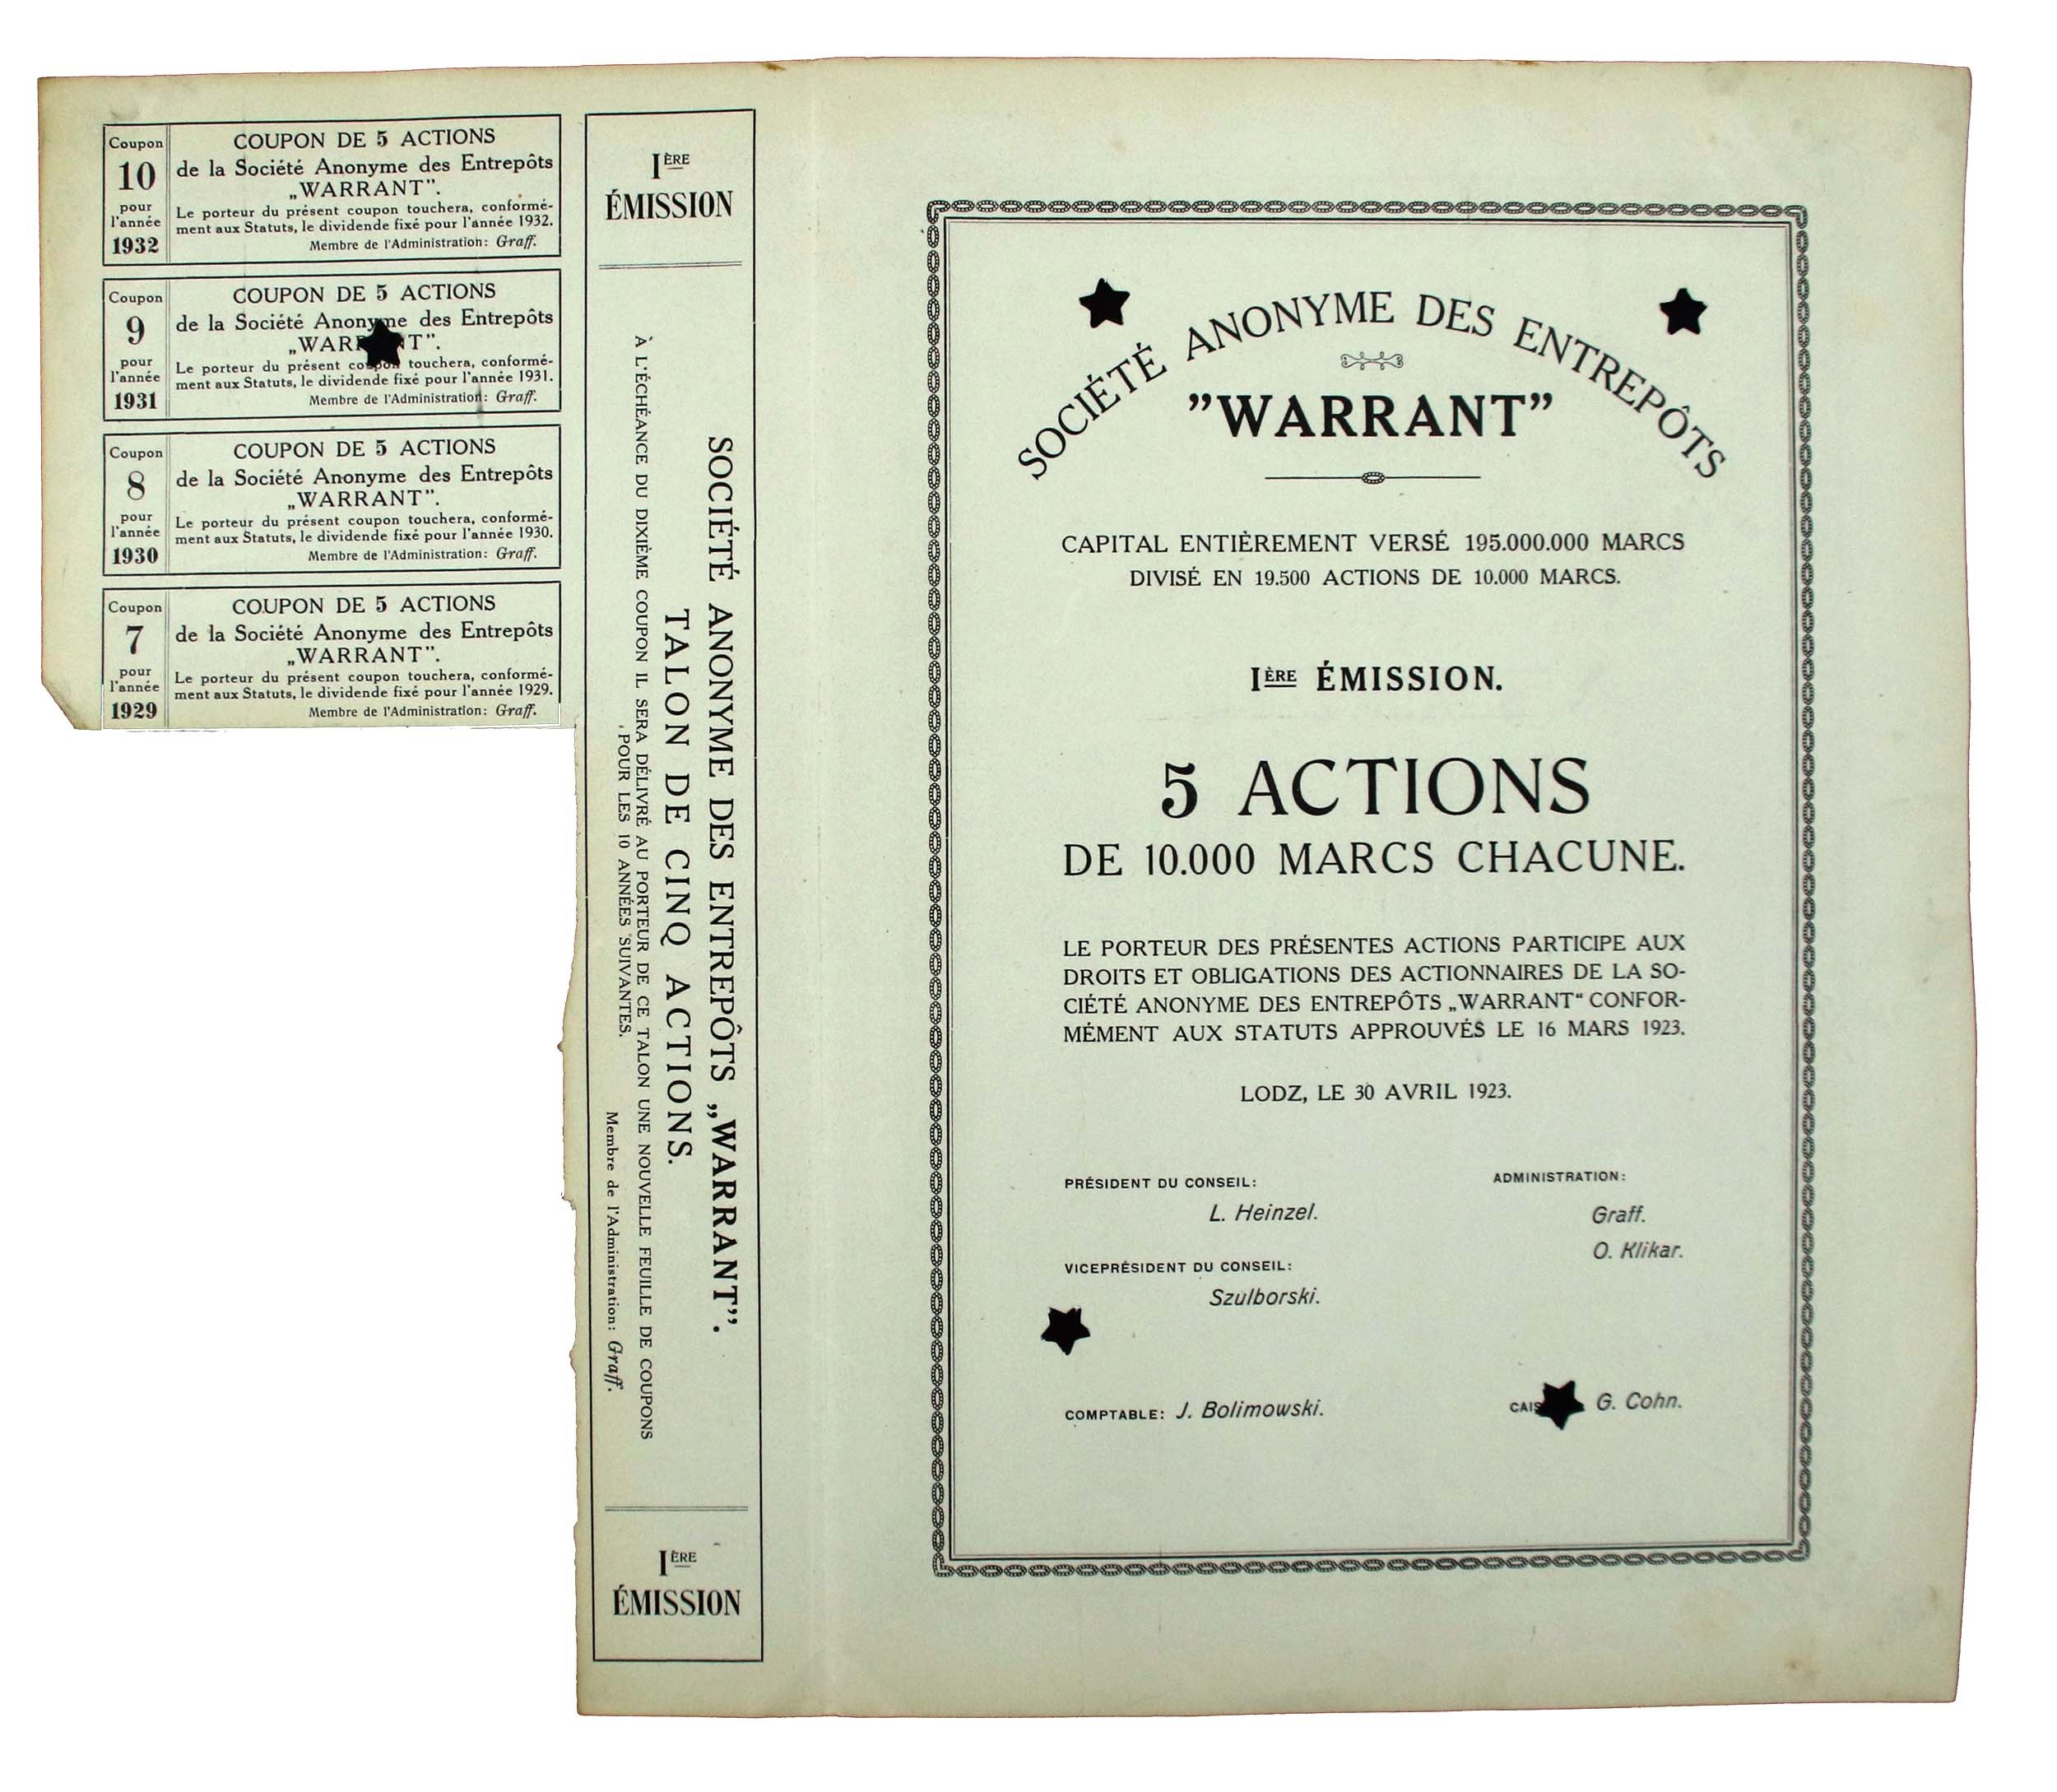 Coupon
10
pour
l'année
1932
COUPON DE 5 ACTIONS
de la Société Anonyme des Entrepôts
„WARRANT”.
Le porteur du présent coupon touchera, conformé-
ment aux Statuts, le dividende fixé pour l'année 1932.
Membre de l'Administration: Graff.
Coupon
9
pour
l'année
1931
COUPON DE 5 ACTIONS
de la Société Anonyme des Entrepôts
Le porteur du présent coupon touchera, conformé-
ment aux Statuts, le dividende fixé pour l'année 1931.
Membre de l'Administration: Graff.
Coupon
8
pour
l'année
1930
COUPON DE 5 ACTIONS
de la Société Anonyme des Entrepôts
„WARRANT”.
Le porteur du présent coupon touchera, conformé-
ment aux Statuts, le dividende fixé pour l'année 1930.
Membre de l'Administration: Graff.
Coupon
7
pour
l'année
1929
COUPON DE 5 ACTIONS
de la Société Anonyme des Entrepôts
„WARRANT”.
Le porteur du présent coupon touchera, conformé-
ment aux Statuts, le dividende fixé pour l'année 1929.
Membre de l'Administration: Graff.
IÈRE
ÉMISSION
SOCIÉTÉ ANONYME DES ENTREPÔTS „WARRANT”.
TALON DE CINQ ACTIONS.
À L'ÉCHÉANCE DU DIXIÈME COUPON IL SERA DÉLIVRÉ AU PORTEUR DE CE TALON UNE NOUVELLE FEUILLE DE COUPONS
POUR LES 10 ANNÉES SUIVANTES.
Membre de l'Administration: Graff.
IÈRE
ÉMISSION
SOCIÉTÉ ANONYME DES ENTREPÔTS
”WARRANT”
CAPITAL ENTIÈREMENT VERSÉ 195.000.000 MARCS
DIVISÉ EN 19.500 ACTIONS DE 10.000 MARCS.
IÈRE ÉMISSION.
5 ACTIONS
DE 10.000 MARCS CHACUNE.
LE PORTEUR DES PRÉSENTES ACTIONS PARTICIPE AUX
DROITS ET OBLIGATIONS DES ACTIONNAIRES DE LA SO-
CIÉTÉ ANONYME DES ENTREPÔTS „WARRANT“ CONFOR-
MÉMENT AUX STATUTS APPROUVÉS LE 16 MARS 1923.
LODZ, LE 30 AVRIL 1923.
PRÉSIDENT DU CONSEIL:
L. Heinzel.
VICEPRÉSIDENT DU CONSEIL:
Szulborski.
ADMINISTRATION:
Graff.
O. Klikar.
COMPTABLE: J. Bolimowski.
G. Cohn.